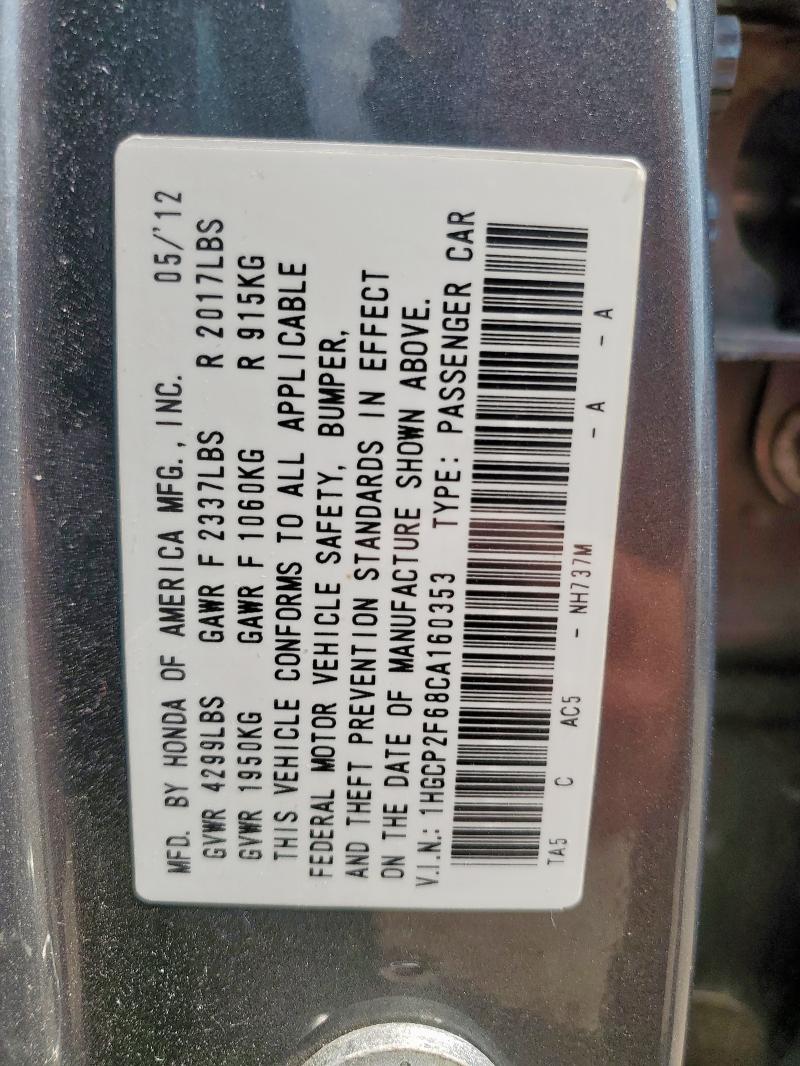 MFD. BY HONDA OF AMERICA MFG., INC. 05/'12
GVWR 4299LBS GAWR F 2337LBS R 2017LBS
GVWR 1950KG GAWR F 1060KG R 915KG
THIS VEHICLE CONFORMS TO ALL APPLICABLE
FEDERAL MOTOR VEHICLE SAFETY, BUMPER,
AND THEFT PREVENTION STANDARDS IN EFFECT
ON THE DATE OF MANUFACTURE SHOWN ABOVE.
V.I.N.: 1HGCP2F68CA160353 TYPE: PASSENGER CAR
TA5 C AC5 - NH737M - A - A